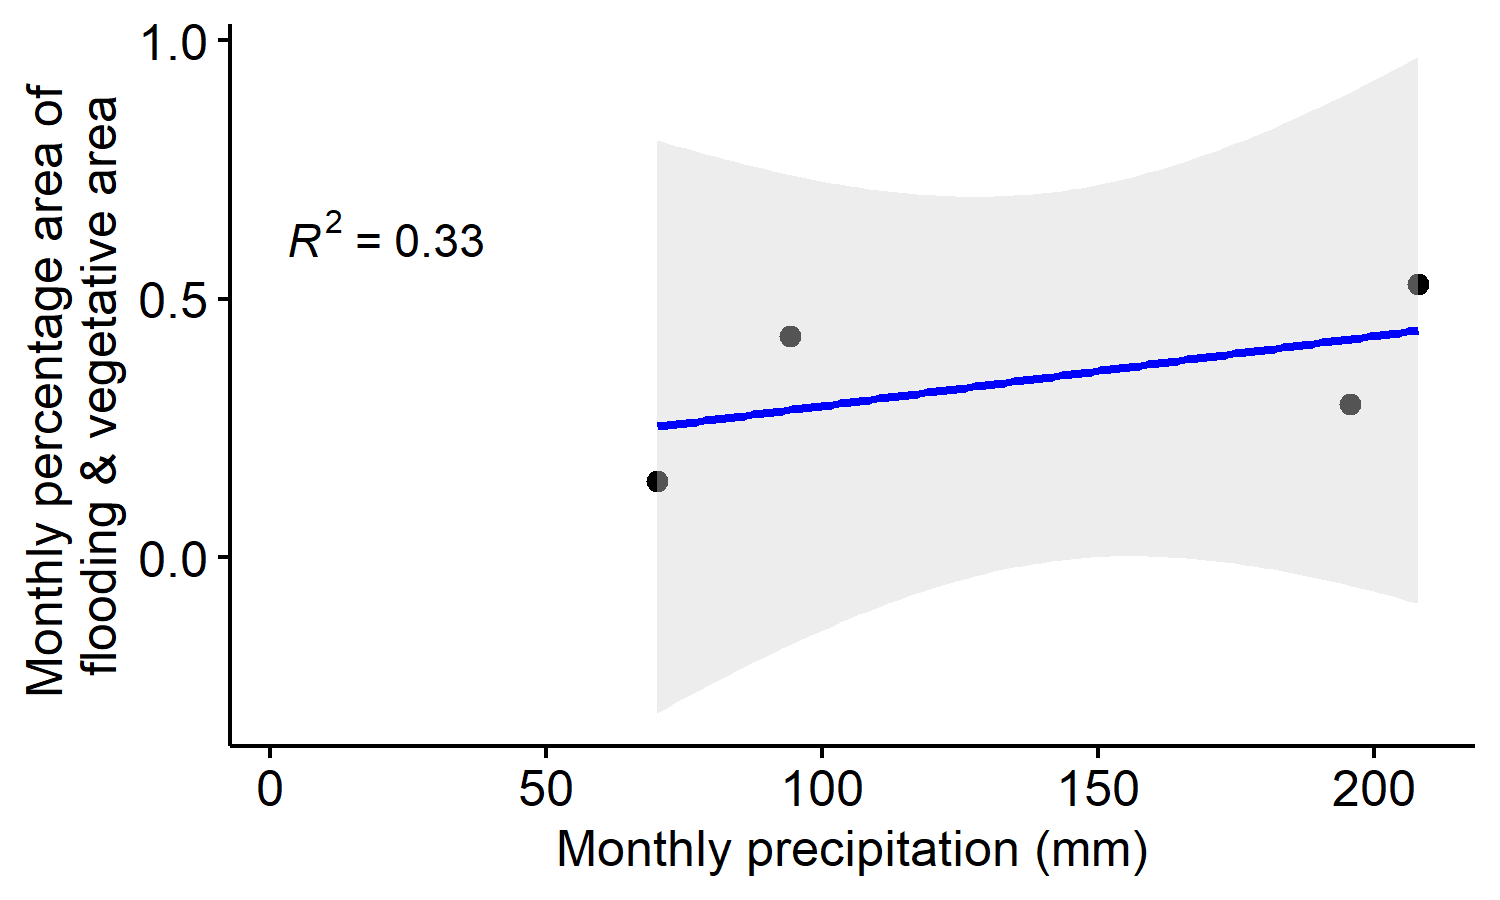 Monthly percentage area of
flooding & vegetative area
1.0
0.5
0.0
R² = 0.33
0 50 100 150 200
Monthly precipitation (mm)